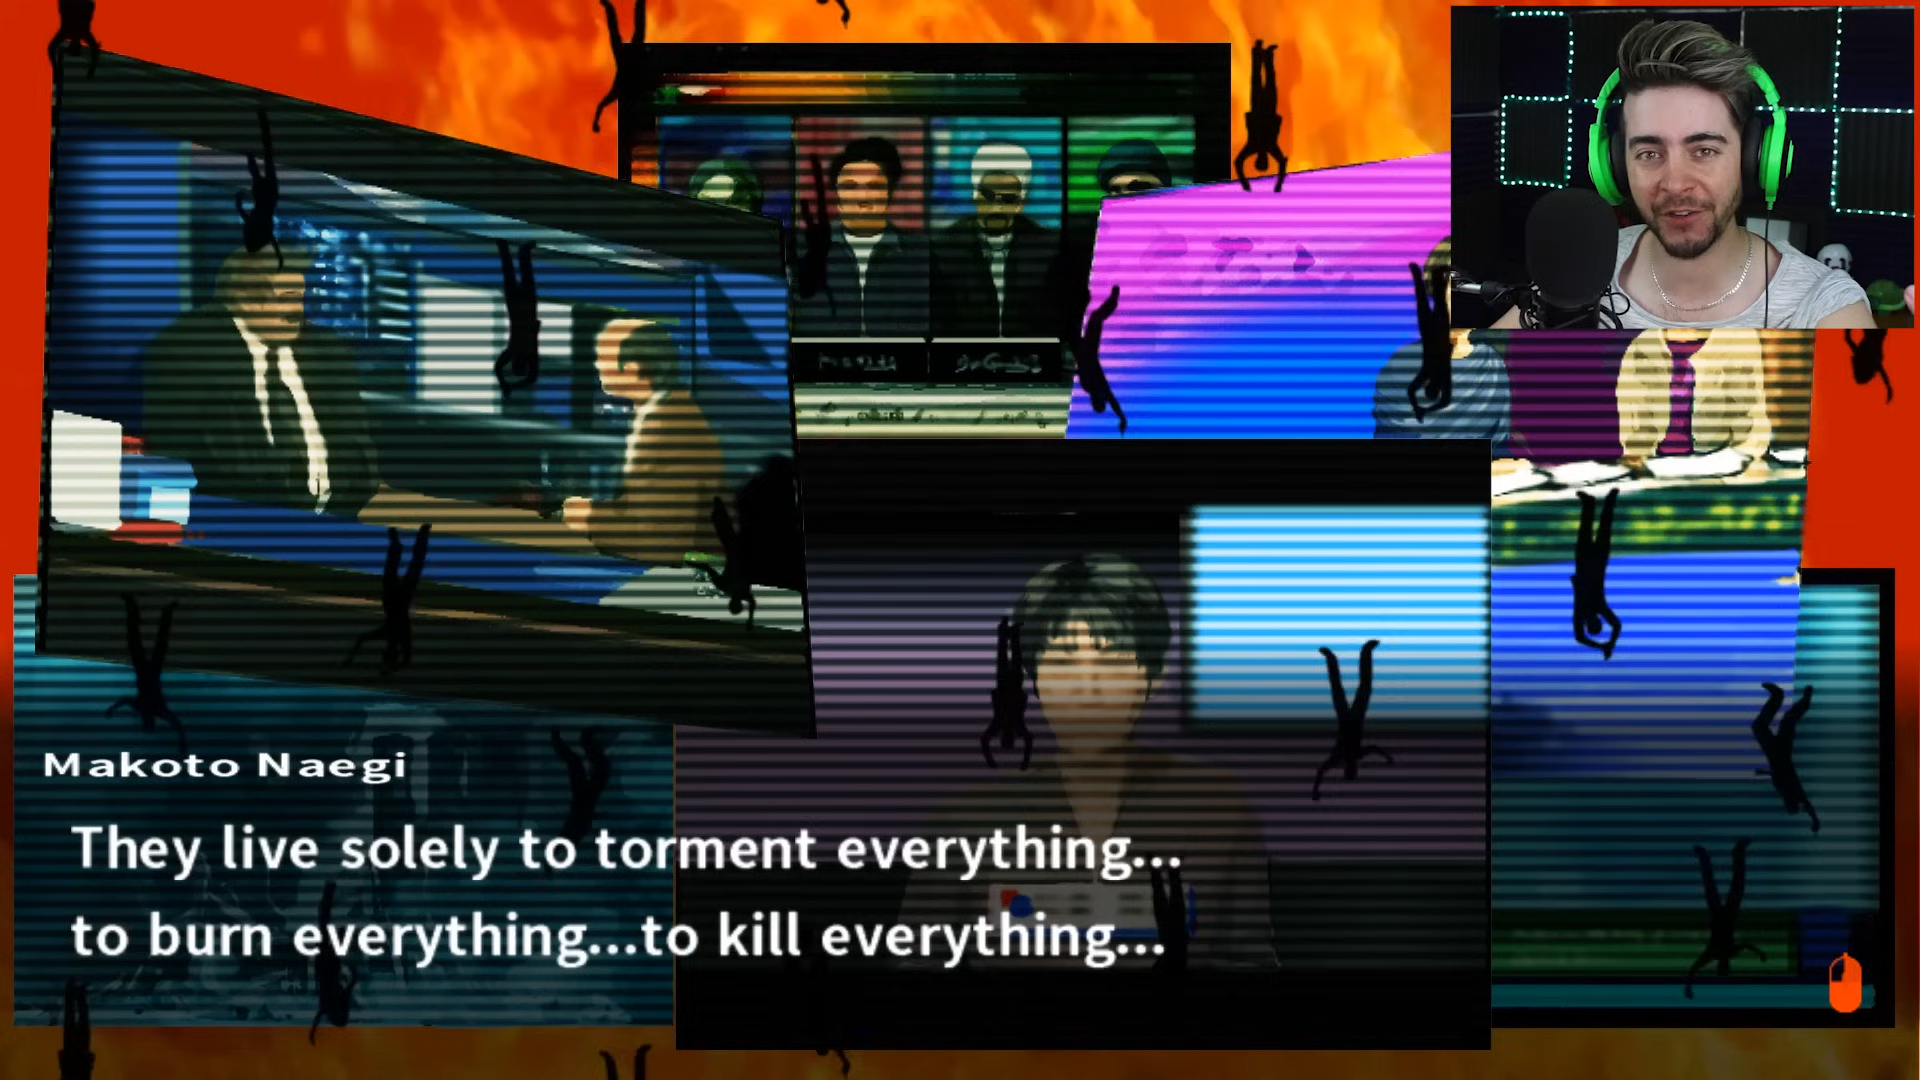 Makoto Naegi
They live solely to torment everything...
to burn everything...to kill everything...